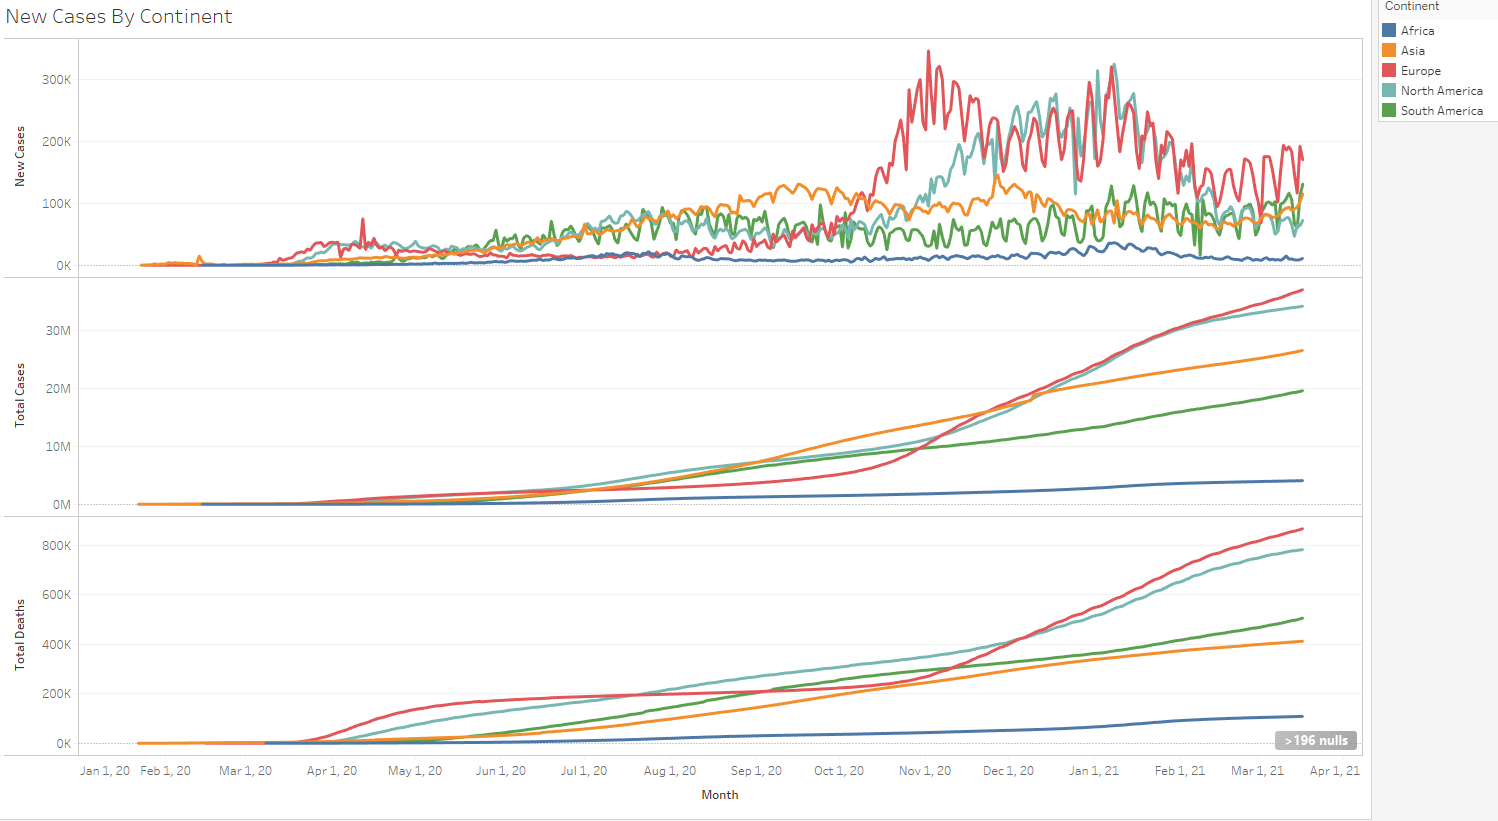 New Cases By Continent
Continent
Africa
Asia
Europe
North America
South America
New Cases
300K
200K
100K
0K
Total Cases
30M
20M
10M
0M
Total Deaths
800K
600K
400K
200K
0K
>196 nulls
Jan 1, 20 Feb 1, 20 Mar 1, 20 Apr 1, 20 May 1, 20 Jun 1, 20 Jul 1, 20 Aug 1, 20 Sep 1, 20 Oct 1, 20 Nov 1, 20 Dec 1, 20 Jan 1, 21 Feb 1, 21 Mar 1, 21 Apr 1, 21
Month